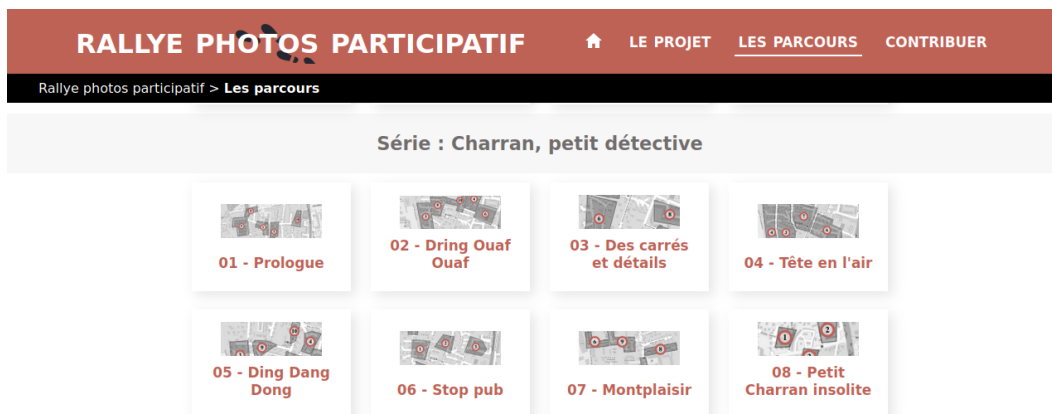 RALLYE PHOTOS PARTICIPATIF
LE PROJET
LES PARCOURS
CONTRIBUER
Rallye photos participatif > Les parcours
Série : Charran, petit détective
01 - Prologue
02 - Dring Ouaf
Ouaf
03 - Des carrés
et détails
04 - Tête en l'air
05 - Ding Dang
Dong
06 - Stop pub
07 - Montplaisir
08 - Petit
Charran insolite